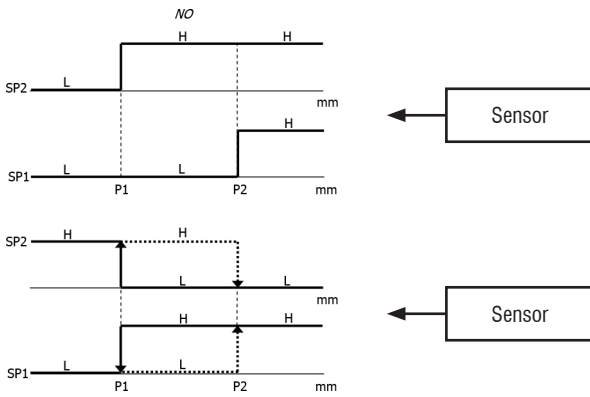 NO
H H
L
SP2
mm
Sensor
H
L L
SP1
P1 P2 mm
H H
SP2
L L
mm
Sensor
H H
L L
SP1
P1 P2 mm